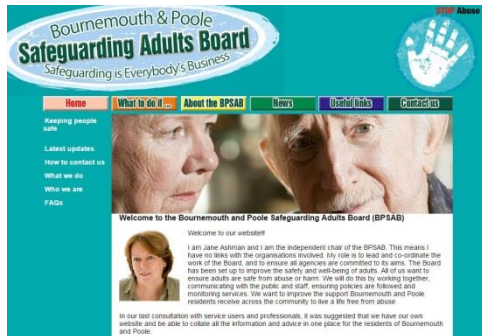 STOP Abuse
Bournemouth & Poole
Safeguarding Adults Board
Safeguarding is Everybody's Business
Home What to do if ... About the BPSAB News Useful links Contact us
Keeping people
safe
Latest updates
How to contact us
What we do
Who we are
FAQs
Welcome to the Bournemouth and Poole Safeguarding Adults Board (BPSAB)
Welcome to our website!!
I am Jane Ashman and I am the independent chair of the BPSAB. This means I
have no links with the organisations involved. My role is to lead and co-ordinate the
work of the Board, and to ensure all agencies are committed to its aims. The Board
has been set up to improve the safety and well-being of adults. All of us want to
ensure adults are safe from abuse or harm. We will do this by working together,
communicating with the public and staff, ensuring policies are followed and
monitoring services. We want to improve the support Bournemouth and Poole
residents receive across the community to live a life free from abuse
In our last consultation with service users and professionals, it was suggested that we have our own
website and be able to collate all the information and advice in one place for the residents of Bournemouth
and Poole.